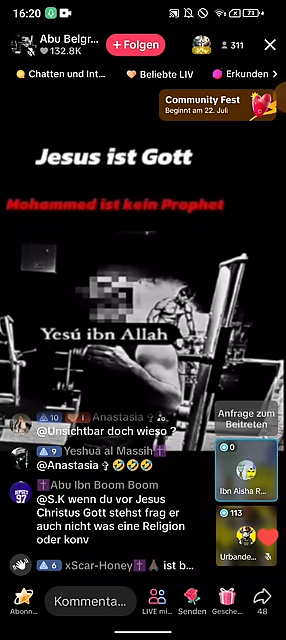 16:20
71
Abu Belgr...
132.8K
+ Folgen
311
Chatten und Int...
Beliebte LIV
Erkunden >
Community Fest
Beginnt am 22. Juli
Jesus ist Gott
Mohammed ist kein Prophet
Yesú ibn Allah
Anfrage zum
Beitreten
10 1 Anastasia ✞
@Unsichtbar doch wieso ?
9 Yeshua al Massih✝️
@Anastasia ✞ 🤣🤣🤣
0
Ibn Aisha R...
JERSEY
97
✝️Abu Ibn Boom Boom
@S.K wenn du vor Jesus
Christus Gott stehst frag er
auch nicht was eine Religion
oder konv
113
Urbande...
6 xScar-Honey✝️ ist b...
Abonn...
Kommenta...
LIVE mi...
Senden
Gesche...
48